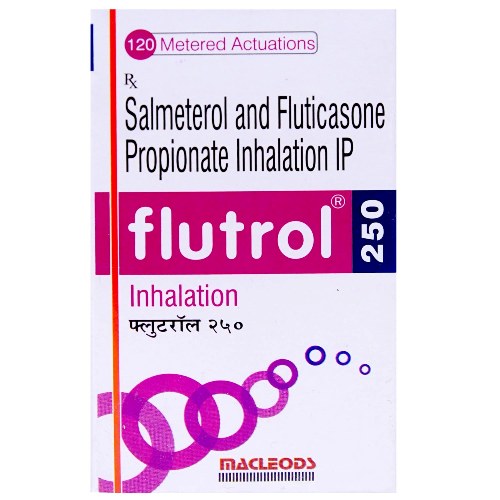 120 Metered Actuations
Rx
Salmeterol and Fluticasone
Propionate Inhalation IP
flutrol®
250
Inhalation
फ्लुटरॉल २५०
MACLEODS